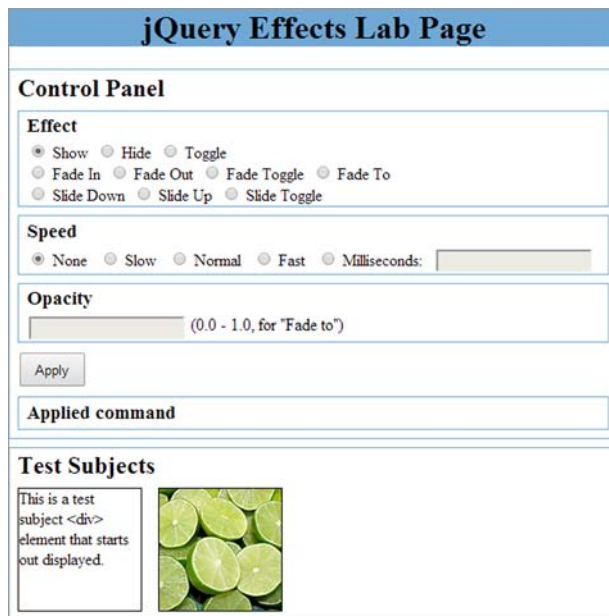 jQuery Effects Lab Page
Control Panel
Effect
Show Hide Toggle
Fade In Fade Out Fade Toggle Fade To
Slide Down Slide Up Slide Toggle
Speed
None Slow Normal Fast Milliseconds:
Opacity
(0.0 - 1.0, for "Fade to")
Apply
Applied command
Test Subjects
This is a test
subject <div>
element that starts
out displayed.